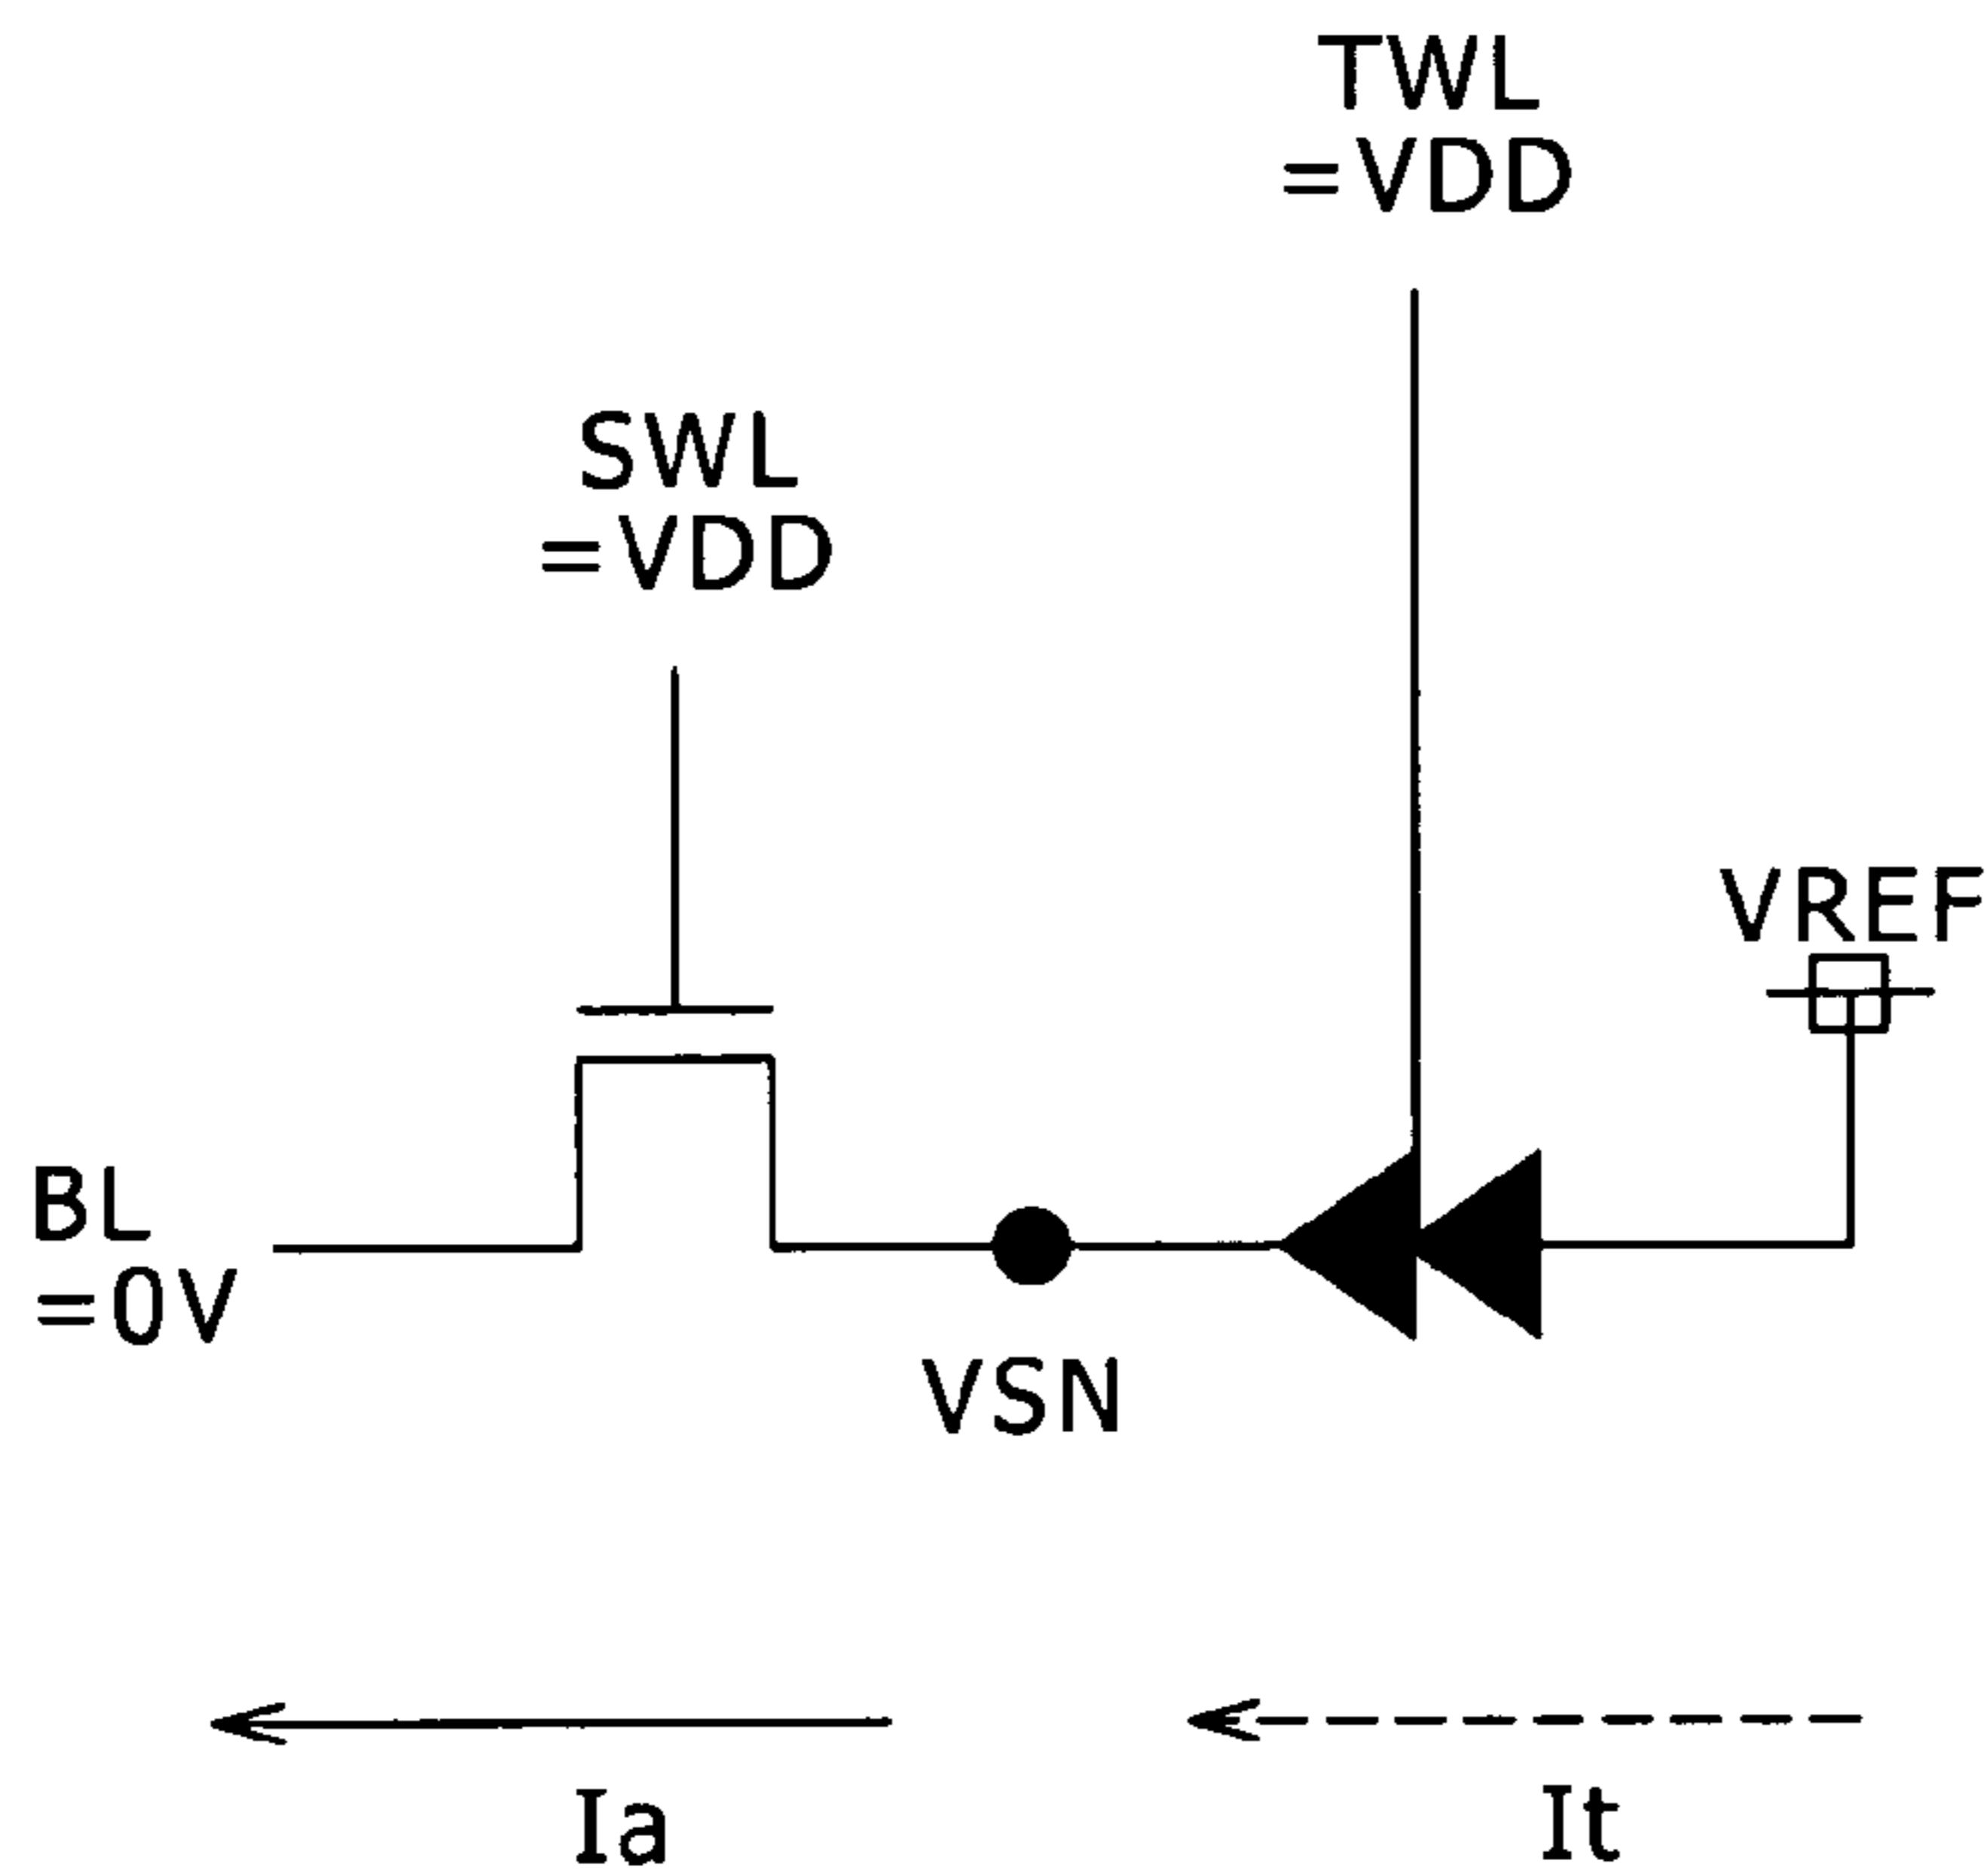 TWL
=VDD
SWL
=VDD
VREF
BL
=0V
VSN
Ia
It